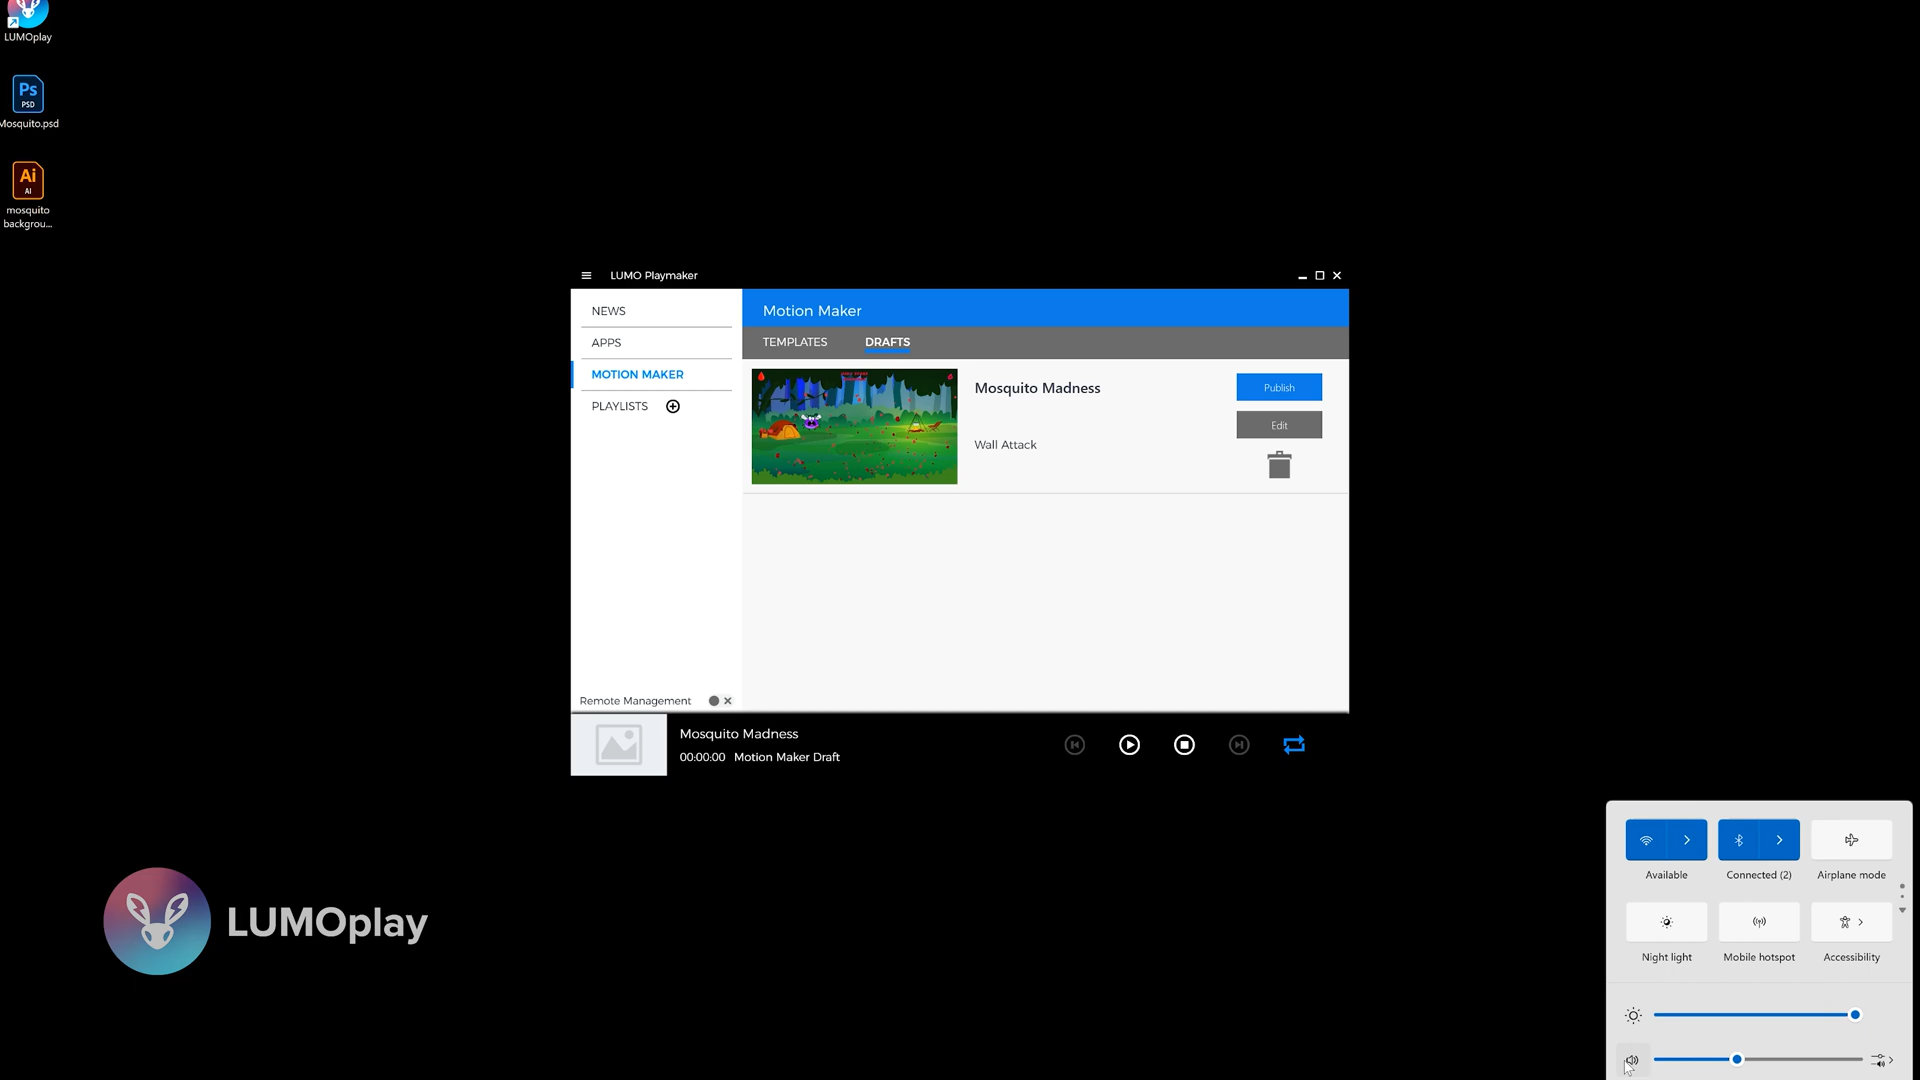 LUMOplay
Ps
PSD
Mosquito.psd
Ai
AI
mosquito
backgrou...
LUMO Playmaker
NEWS
APPS
MOTION MAKER
PLAYLISTS
Remote Management
Motion Maker
TEMPLATES DRAFTS
Mosquito Madness
Wall Attack
Publish
Edit
Mosquito Madness
00:00:00 Motion Maker Draft
LUMOplay
Available Connected (2) Airplane mode
Night light Mobile hotspot Accessibility